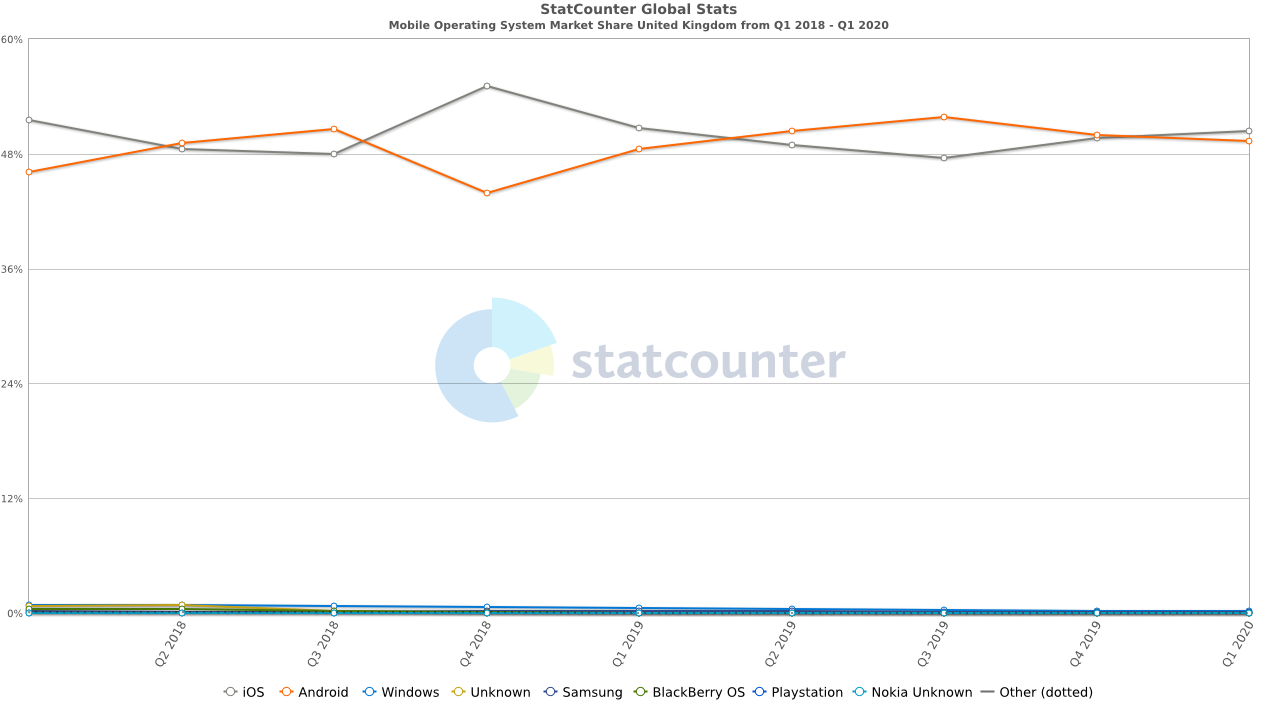 StatCounter Global Stats
Mobile Operating System Market Share United Kingdom from Q1 2018 - Q1 2020
60%
48%
36%
24%
12%
0%
statcounter
Q2 2018
Q3 2018
Q4 2018
Q1 2019
Q2 2019
Q3 2019
Q4 2019
Q1 2020
iOS Android Windows Unknown Samsung BlackBerry OS Playstation Nokia Unknown Other (dotted)